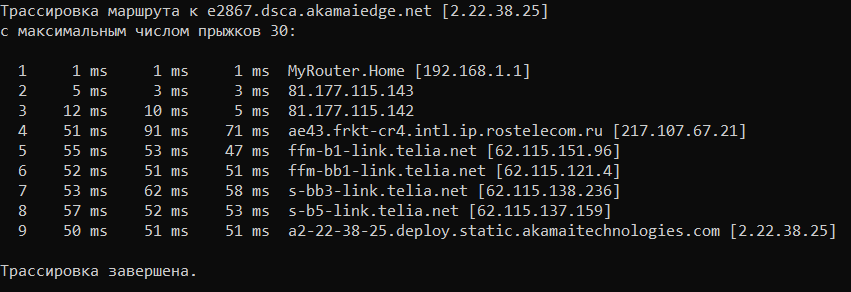 Трассировка маршрута к e2867.dsca.akamaiedge.net [2.22.38.25]
с максимальным числом прыжков 30:
1 1 ms 1 ms 1 ms MyRouter.Home [192.168.1.1]
2 5 ms 3 ms 3 ms 81.177.115.143
3 12 ms 10 ms 5 ms 81.177.115.142
4 51 ms 91 ms 71 ms ae43.frkt-cr4.intl.ip.rostelecom.ru [217.107.67.21]
5 55 ms 53 ms 47 ms ffm-b1-link.telia.net [62.115.151.96]
6 52 ms 51 ms 51 ms ffm-bb1-link.telia.net [62.115.121.4]
7 53 ms 62 ms 58 ms s-bb3-link.telia.net [62.115.138.236]
8 57 ms 52 ms 53 ms s-b5-link.telia.net [62.115.137.159]
9 50 ms 51 ms 51 ms a2-22-38-25.deploy.static.akamaitechnologies.com [2.22.38.25]
Трассировка завершена.